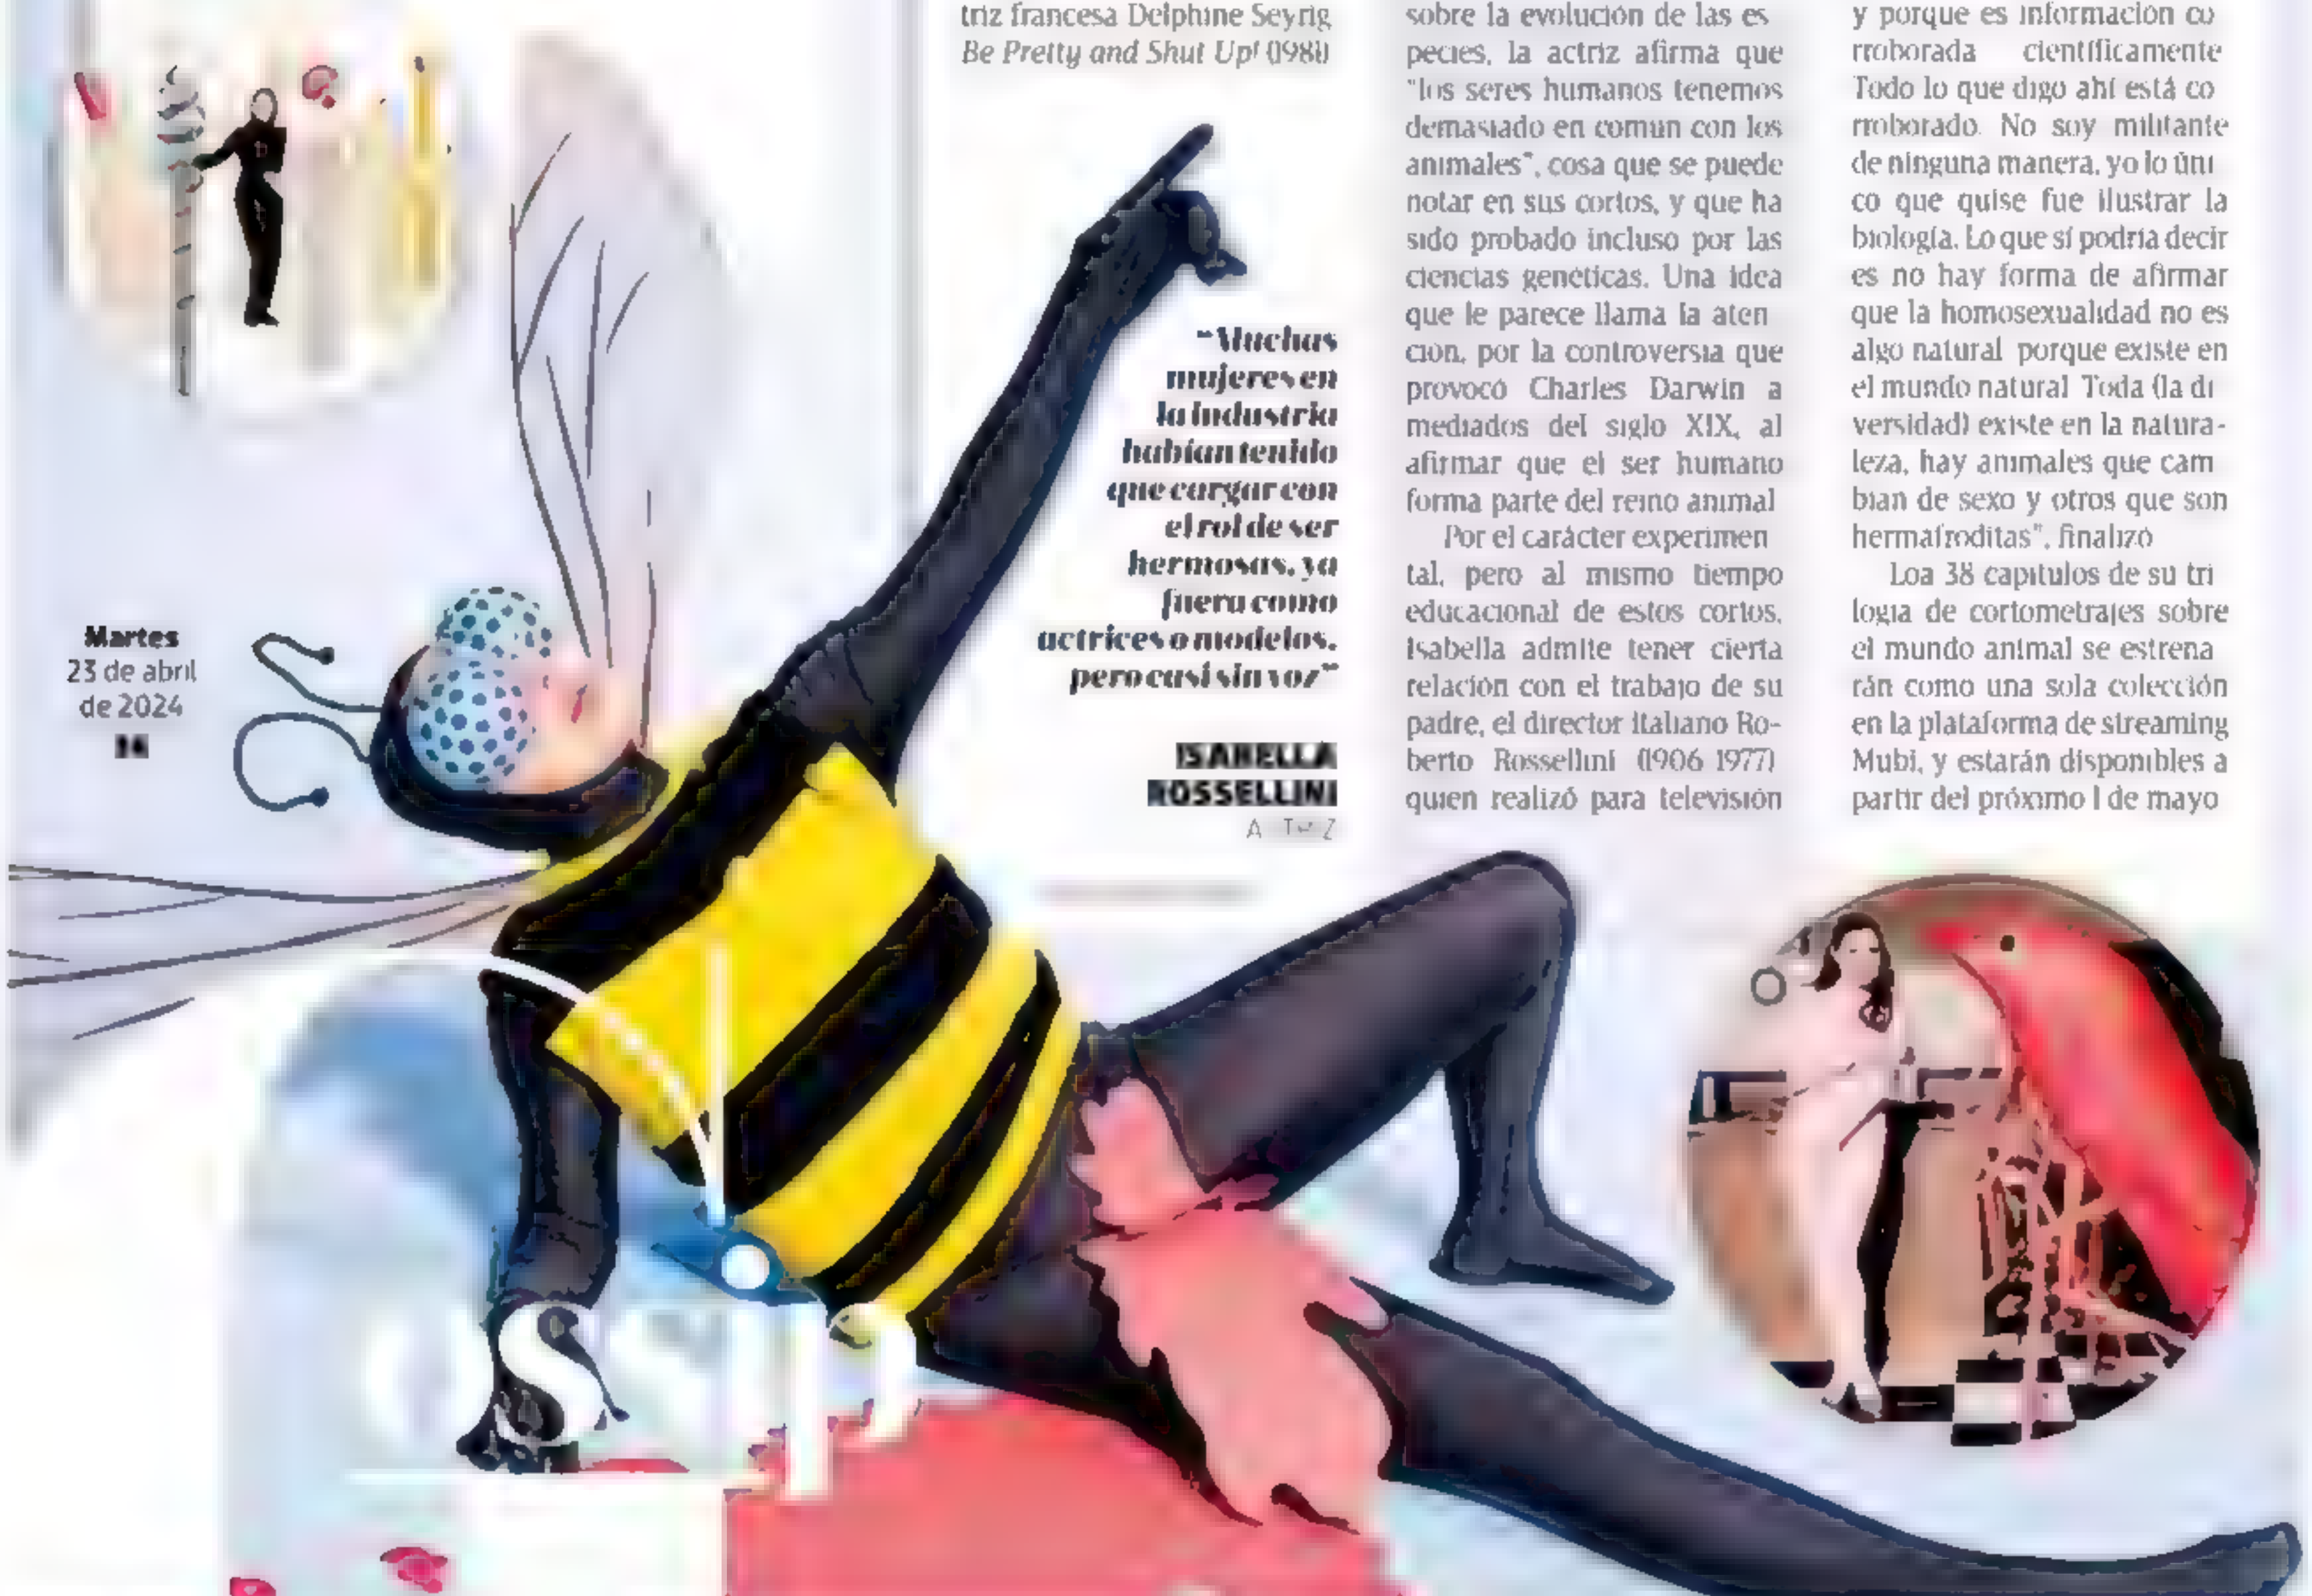 triz francesa Delphine Seyrig
Be Pretty and Shut Up! (1981)
"Muchas
mujeres en
la industria
habían tenido
que cargar con
el rol de ser
hermosas, ya
fuera como
actrices o modelos,
pero casi sin voz"
ISABELLA
ROSSELLINI
sobre la evolución de las es
pecies, la actriz afirma que
"los seres humanos tenemos
demasiado en común con los
animales", cosa que se puede
notar en sus cortos, y que ha
sido probado incluso por las
ciencias genéticas. Una idea
que le parece llama la aten
ción, por la controversia que
provocó Charles Darwin a
mediados del siglo XIX, al
afirmar que el ser humano
forma parte del reino animal
Por el carácter experimen
tal, pero al mismo tiempo
educacional de estos cortos,
Isabella admite tener cierta
relación con el trabajo de su
padre, el director italiano Ro-
berto Rossellini (1906 1977)
quien realizó para televisión
y porque es información co
rroborada científicamente
Todo lo que digo ahí está co
rroborado. No soy militante
de ninguna manera, yo lo úni
co que quise fue ilustrar la
biología. Lo que sí podría decir
es no hay forma de afirmar
que la homosexualidad no es
algo natural porque existe en
el mundo natural Toda (la di
versidad) existe en la natura-
leza, hay animales que cam
bian de sexo y otros que son
hermafroditas", finalizó
Loa 38 capítulos de su tri
logía de cortometrajes sobre
el mundo animal se estrena
rán como una sola colección
en la plataforma de streaming
Mubi, y estarán disponibles a
partir del próximo 1 de mayo
Martes
23 de abril
de 2024